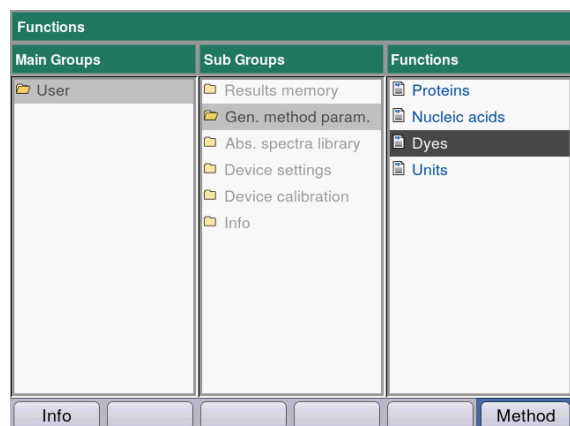 Functions
Main Groups
User
Sub Groups
Results memory
Gen. method param.
Abs. spectra library
Device settings
Device calibration
Info
Functions
Proteins
Nucleic acids
Dyes
Units
Info
Method